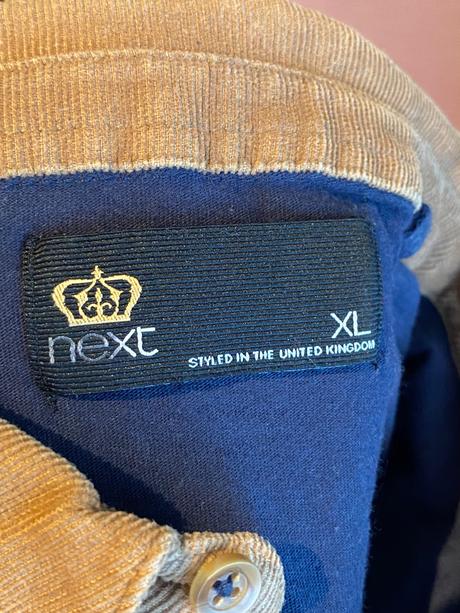 next
XL
STYLED IN THE UNITED KINGDOM